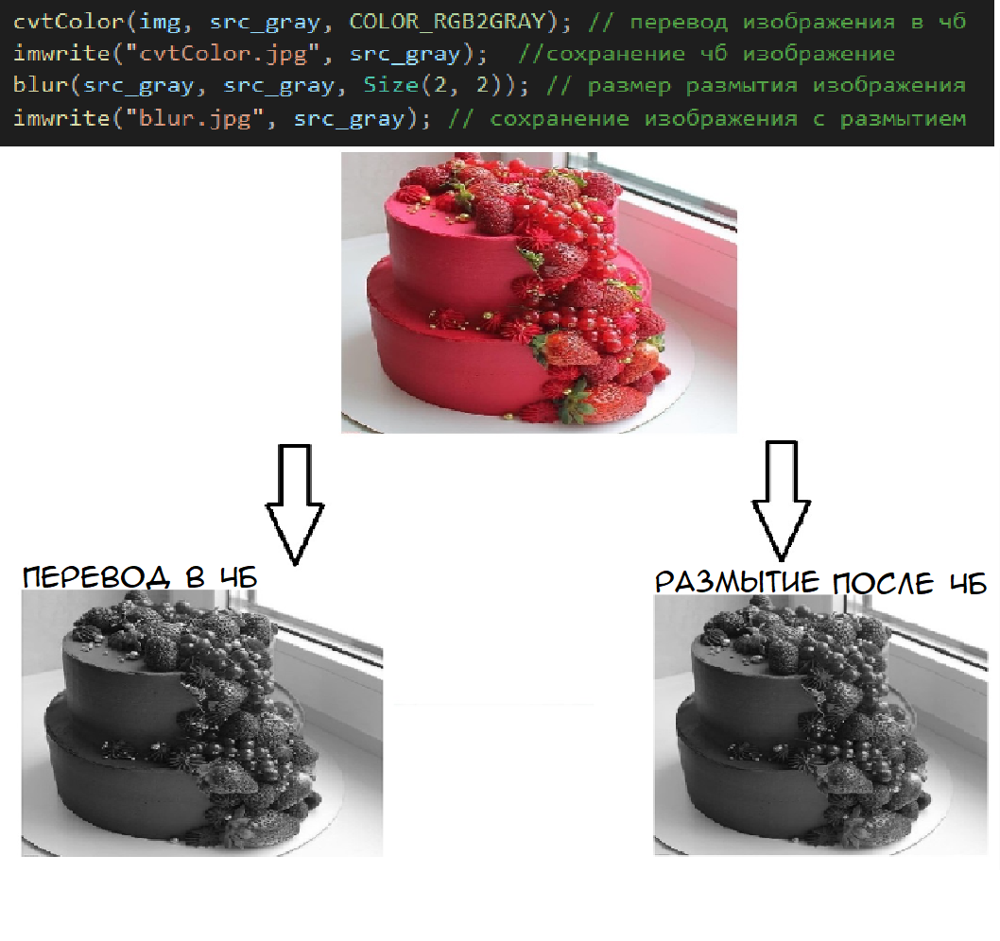 cvtColor(img, src_gray, COLOR_RGB2GRAY); // перевод изображения в чб
imwrite("cvtColor.jpg", src_gray);  //сохранение чб изображение
blur(src_gray, src_gray, Size(2, 2)); // размер размытия изображения
imwrite("blur.jpg", src_gray); // сохранение изображения с размытием
ПЕРЕВОД В ЧБ
РАЗМЫТИЕ ПОСЛЕ ЧБ